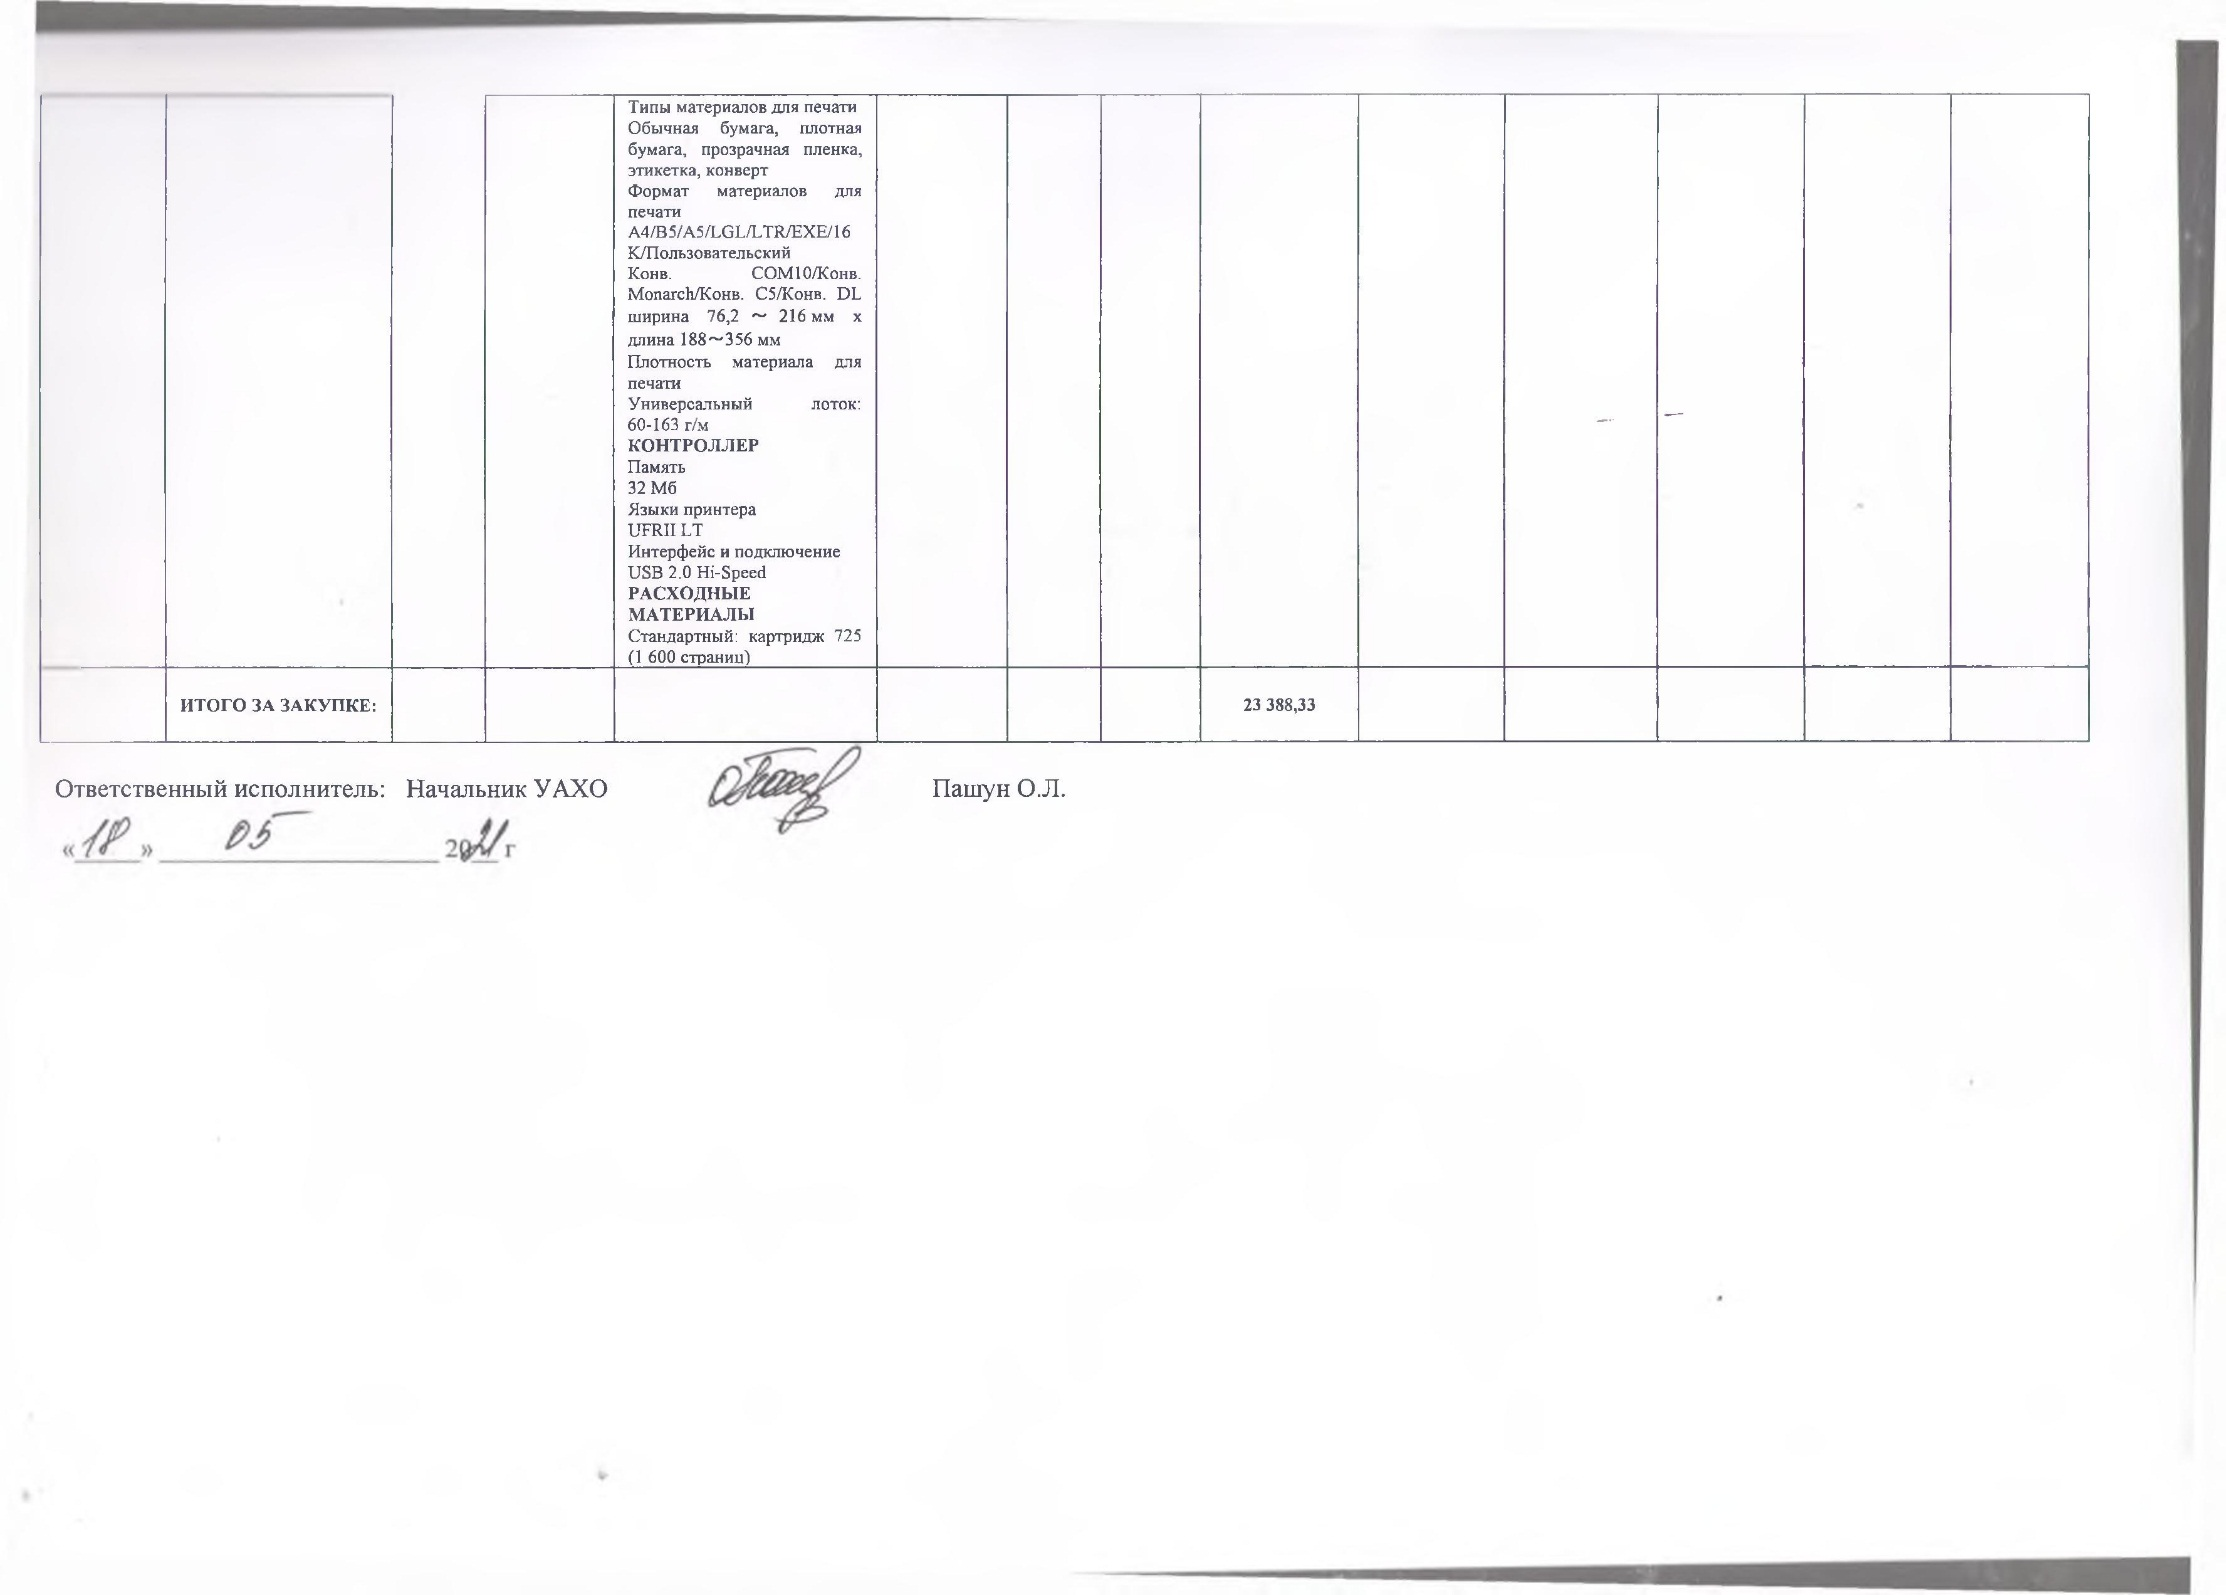 Типы материалов для печати
Обычная бумага, плотная
бумага, прозрачная пленка,
этикетка, конверт
Формат материалов для
печати
A4/B5/A5/LGL/LTR/EXE/16
K/Пользовательский
Конв. COM10/Конв.
Monarch/Конв. C5/Конв. DL
ширина 76,2 ~ 216 мм х
длина 188~356 мм
Плотность материала для
печати
Универсальный лоток:
60-163 г/м
КОНТРОЛЛЕР
Память
32 Мб
Языки принтера
UFRII LT
Интерфейс и подключение
USB 2.0 Hi-Speed
РАСХОДНЫЕ
МАТЕРИАЛЫ
Стандартный: картридж 725
(1 600 страниц)
ИТОГО ЗА ЗАКУПКЕ: 23 388,33
Ответственный исполнитель: Начальник УАХО Пашун О.Л.
«18» 05 2021 г